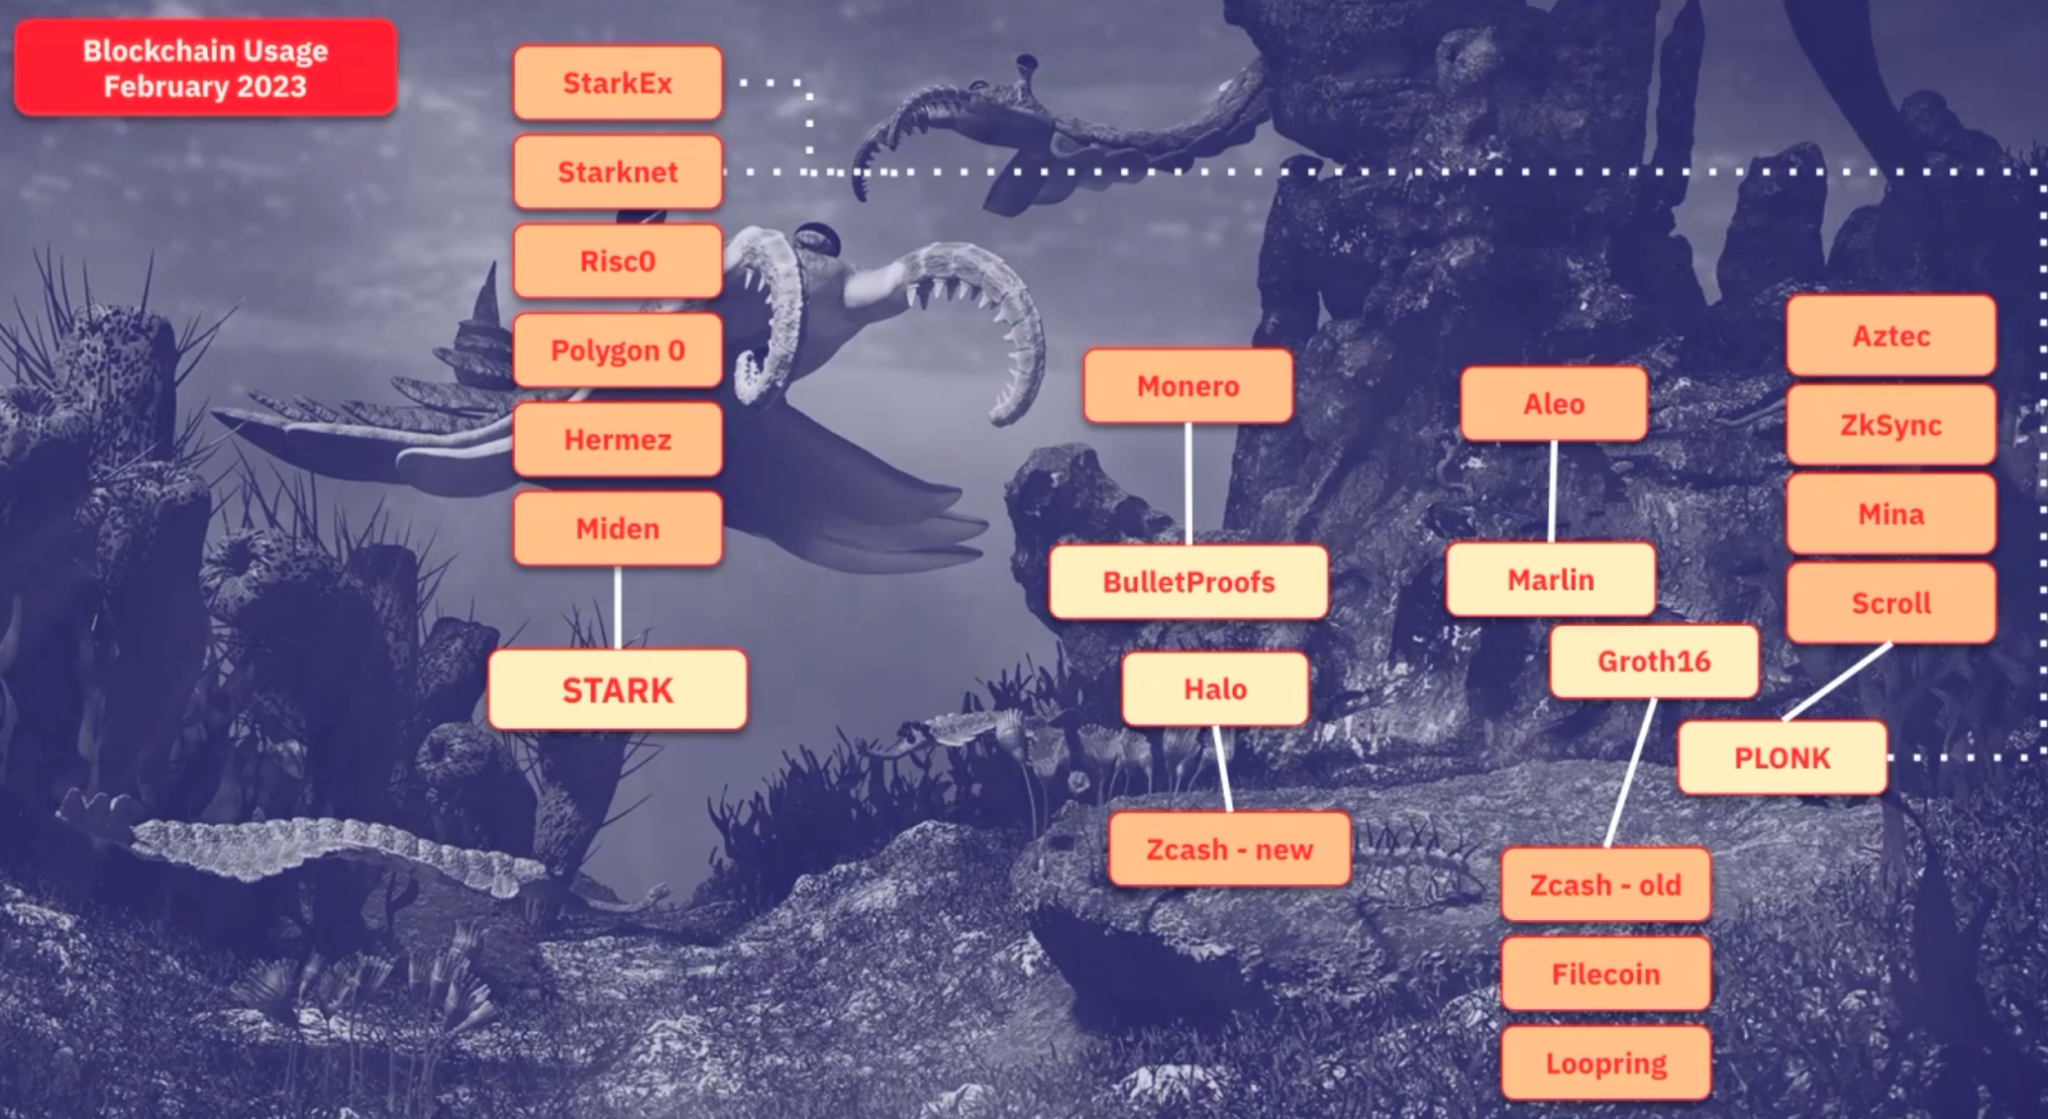 Blockchain Usage
February 2023
StarkEx
Starknet
Risc0
Polygon 0
Hermez
Miden
STARK
Monero
BulletProofs
Halo
Zcash - new
Aleo
Marlin
Groth16
Zcash - old
Filecoin
Loopring
Aztec
ZkSync
Mina
Scroll
PLONK